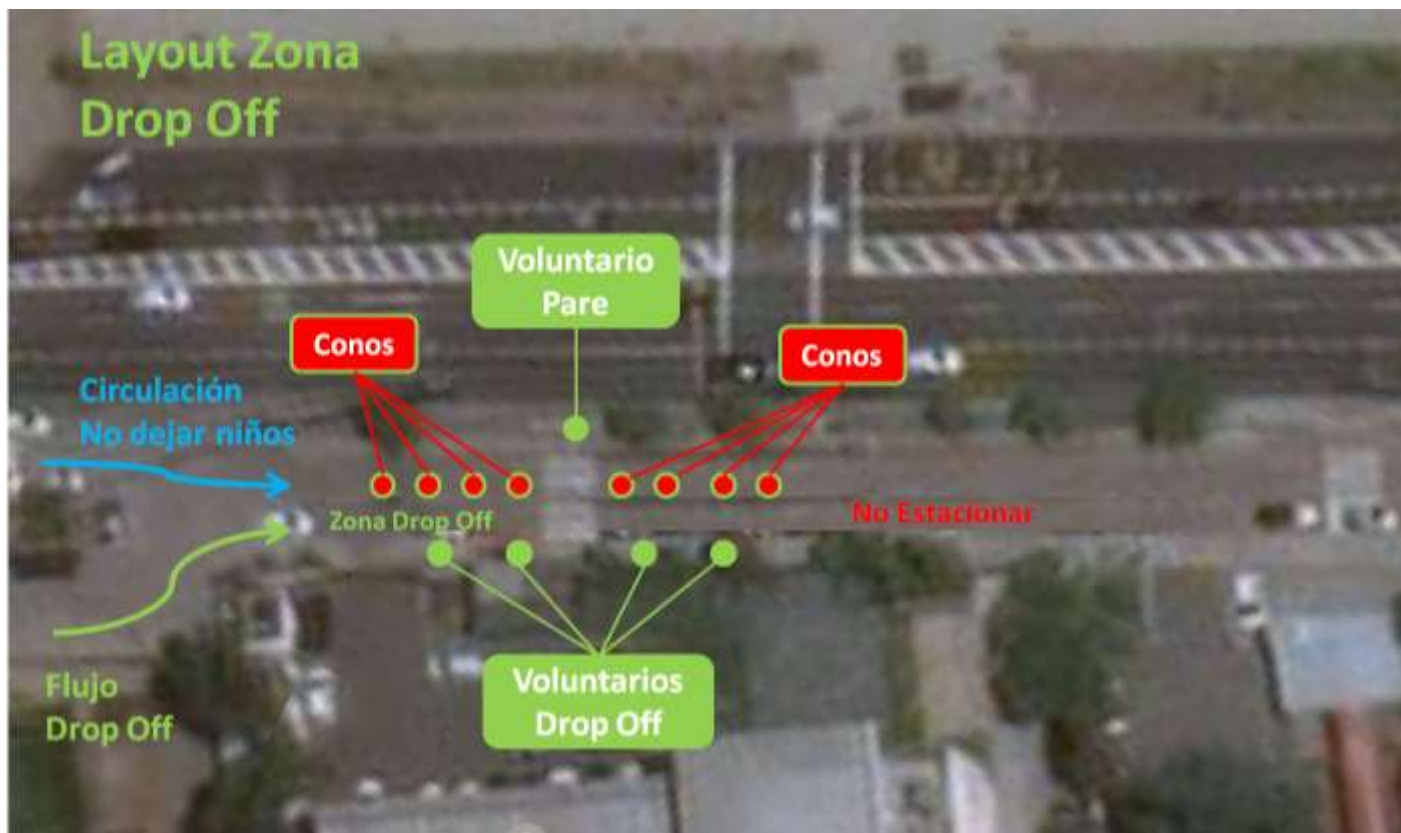 Layout Zona
Drop Off
Voluntario
Pare
Conos
Conos
Circulación
No dejar niños
Zona Drop Off
No Estacionar
Flujo
Drop Off
Voluntarios
Drop Off